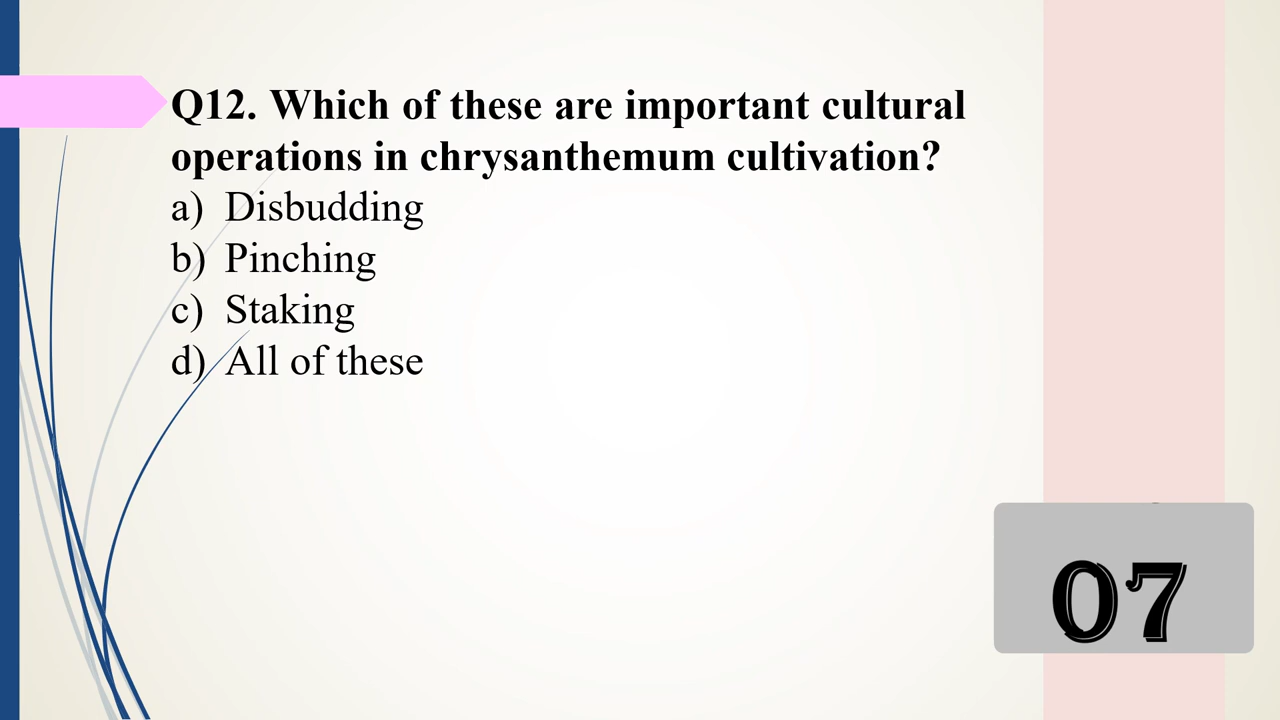 Q12. Which of these are important cultural
operations in chrysanthemum cultivation?
a) Disbudding
b) Pinching
c) Staking
d) All of these
07